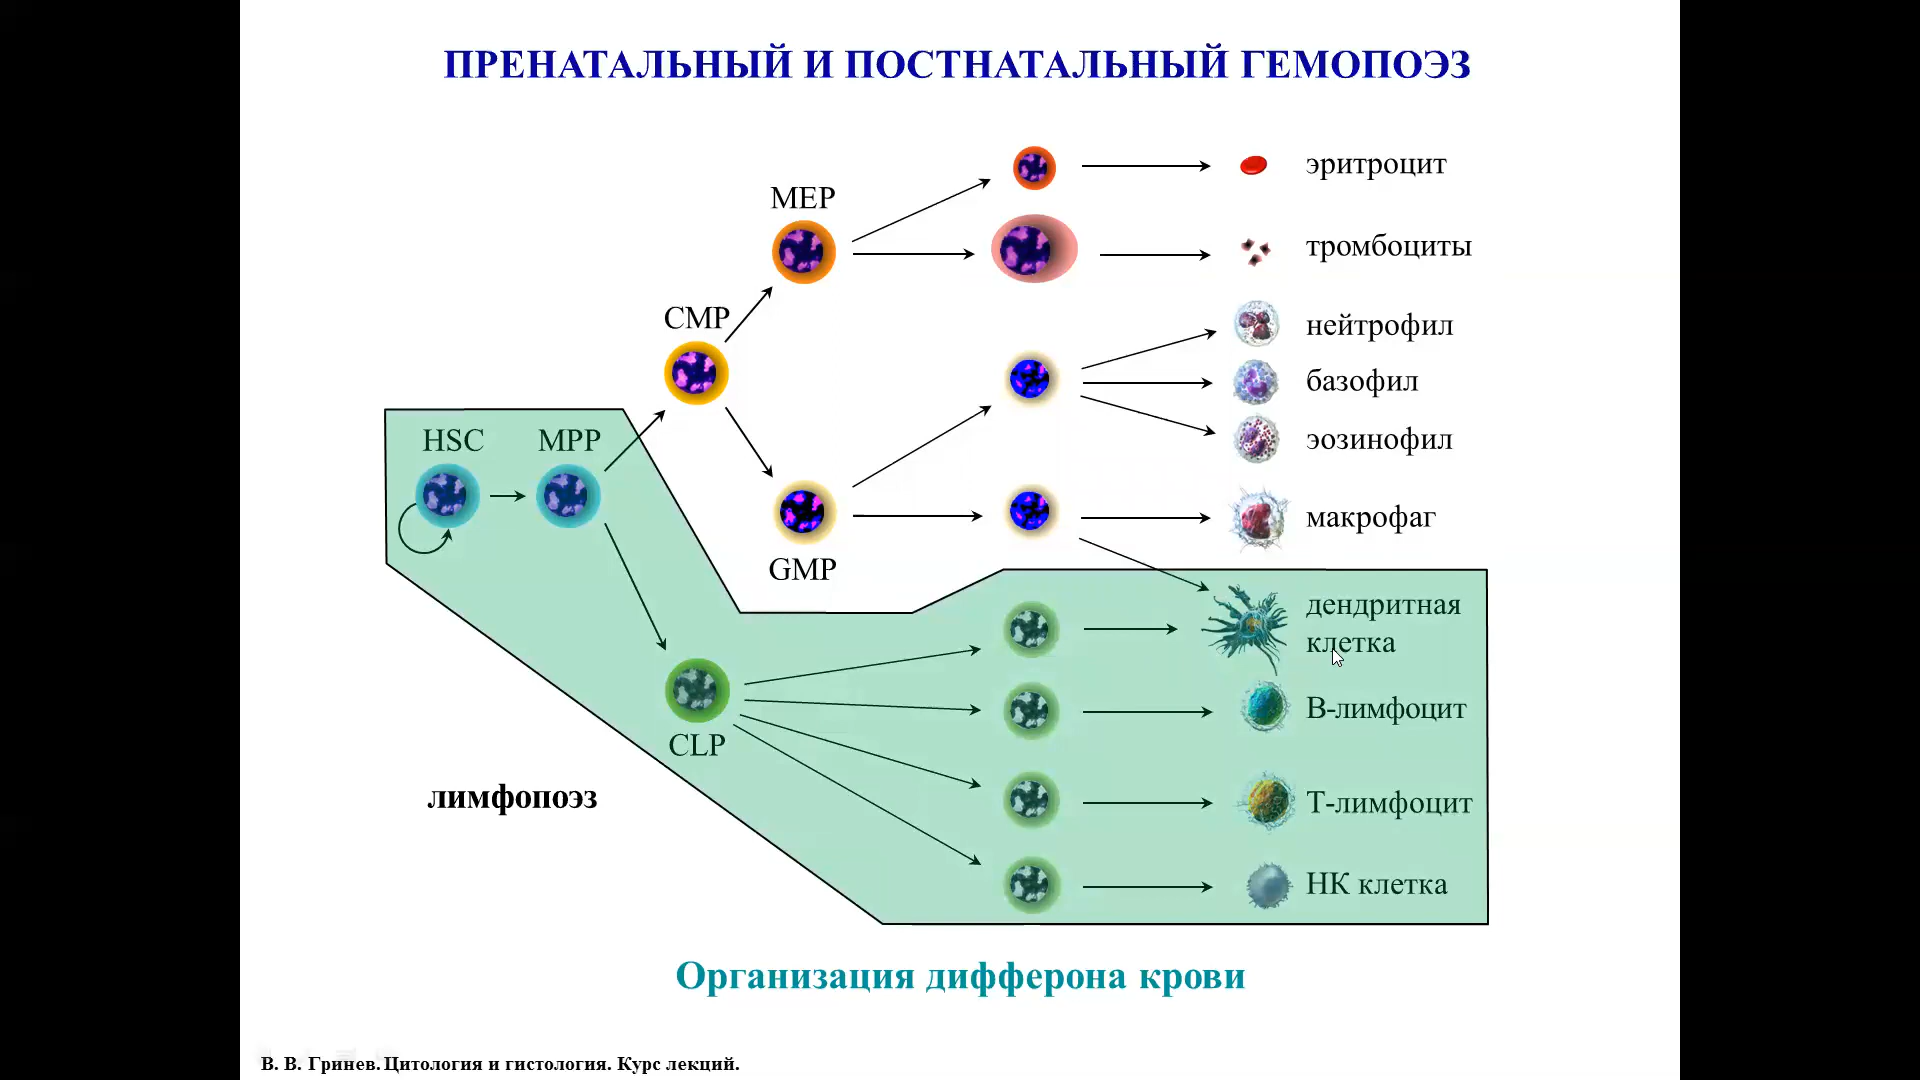 ПРЕНАТАЛЬНЫЙ И ПОСТНАТАЛЬНЫЙ ГЕМОПОЭЗ
эритроцит
MEP
тромбоциты
CMP
нейтрофил
базофил
HSC
MPP
эозинофил
макрофаг
GMP
дендритная
клетка
В-лимфоцит
CLP
лимфопоэз
Т-лимфоцит
НК клетка
Организация дифферона крови
В. В. Гринев. Цитология и гистология. Курс лекций.